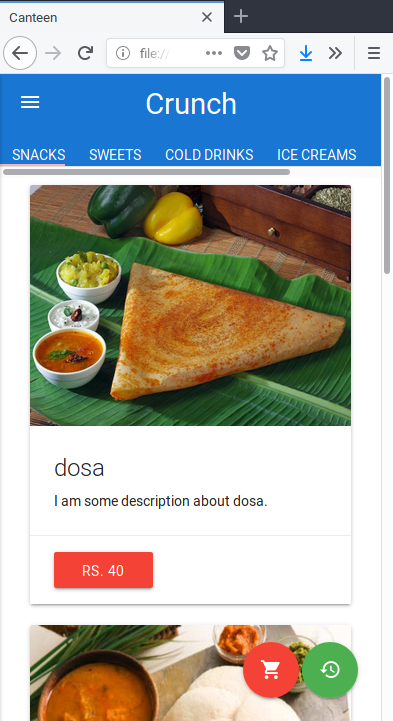 Canteen
file://
Crunch
SNACKS SWEETS COLD DRINKS ICE CREAMS
dosa
I am some description about dosa.
RS. 40